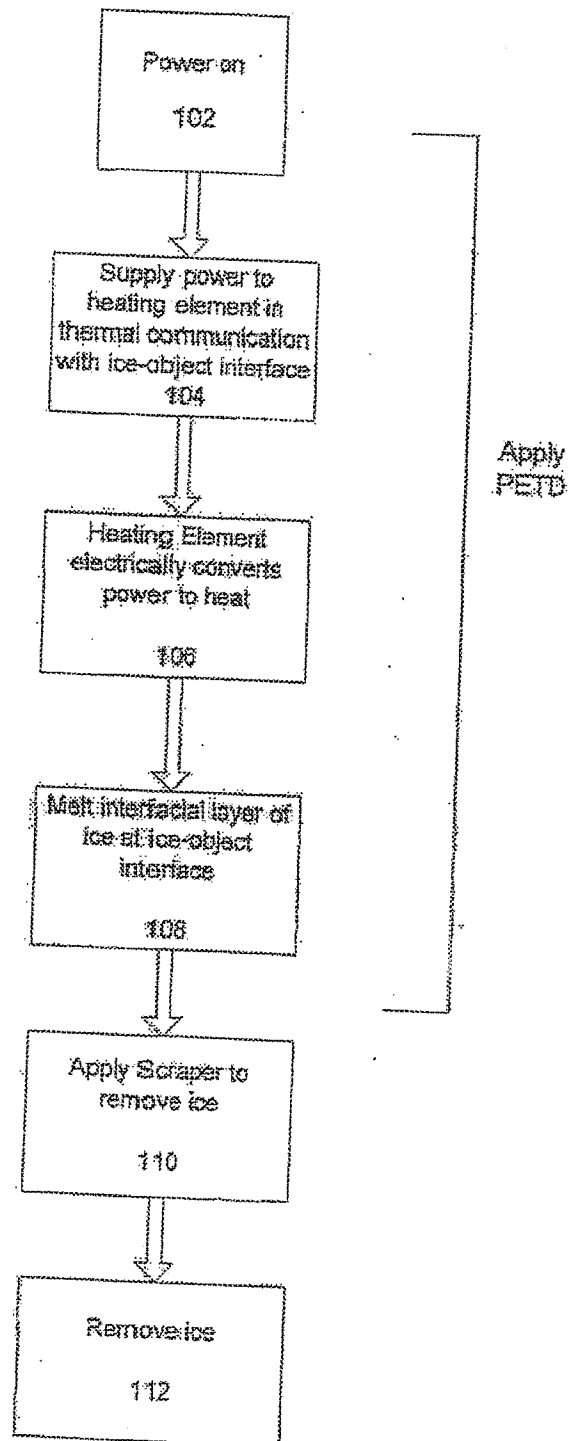 Power on
102
Supply power to
heating element in
thermal communication
with ice-object interface
104
Heating Element
electrically converts
power to heat
106
Melt interfacial layer of
ice at ice-object
interface
108
Apply Scraper to
remove ice
110
Remove ice
112
Apply
PETD